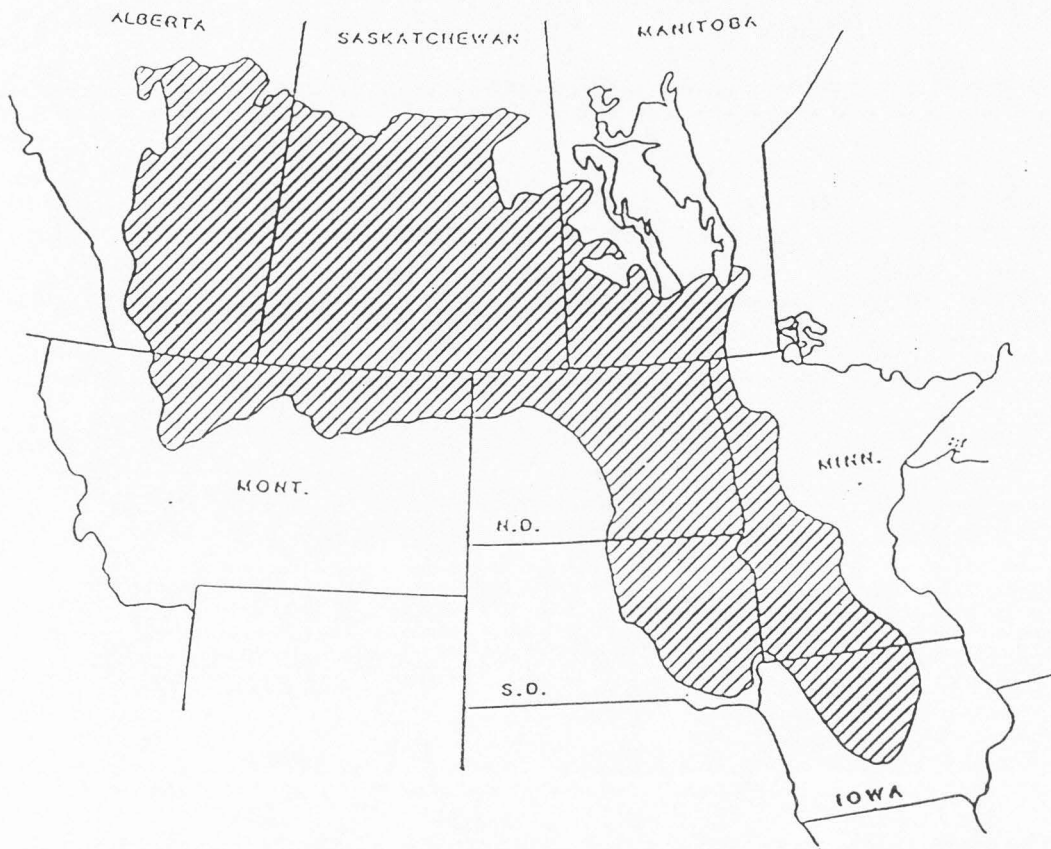 ALBERTA
SASKATCHEWAN
MANITOBA
MONT.
MINN.
N.D.
S.D.
IOWA